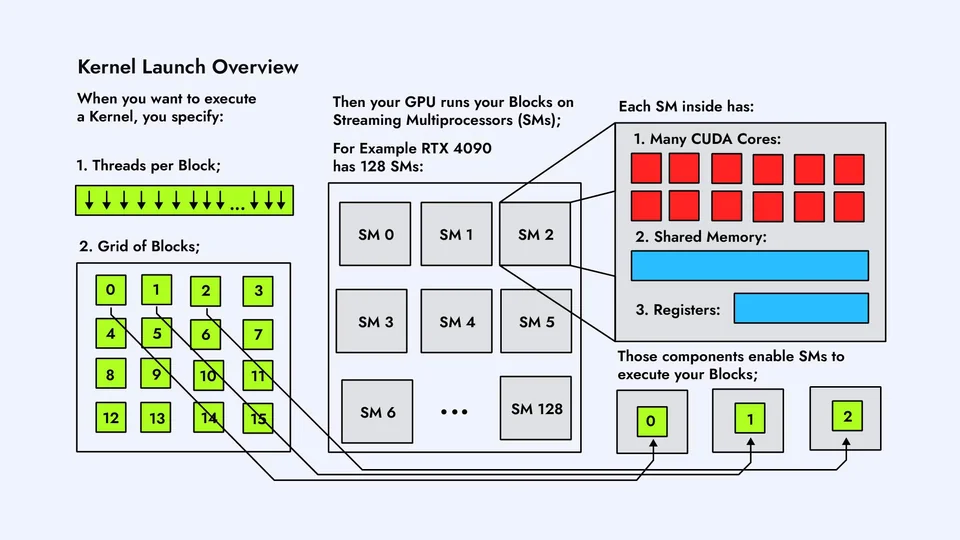 Kernel Launch Overview
When you want to execute
a Kernel, you specify:
1. Threads per Block;
...
2. Grid of Blocks;
0 1 2 3
4 5 6 7
8 9 10 11
12 13 14 15
Then your GPU runs your Blocks on
Streaming Multiprocessors (SMs);
For Example RTX 4090
has 128 SMs:
SM 0 SM 1 SM 2
SM 3 SM 4 SM 5
SM 6 ... SM 128
Each SM inside has:
1. Many CUDA Cores:
2. Shared Memory:
3. Registers:
Those components enable SMs to
execute your Blocks;
0 1 2